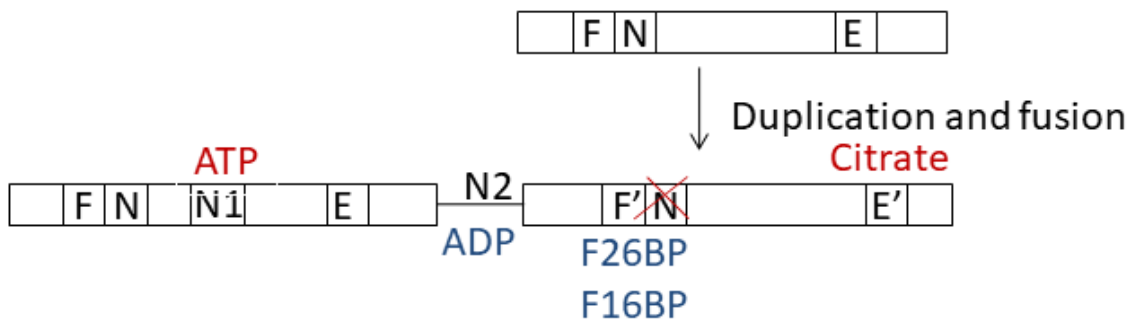 F N E
Duplication and fusion
ATP Citrate
F N N1 E N2 F' N E'
ADP F26BP
F16BP